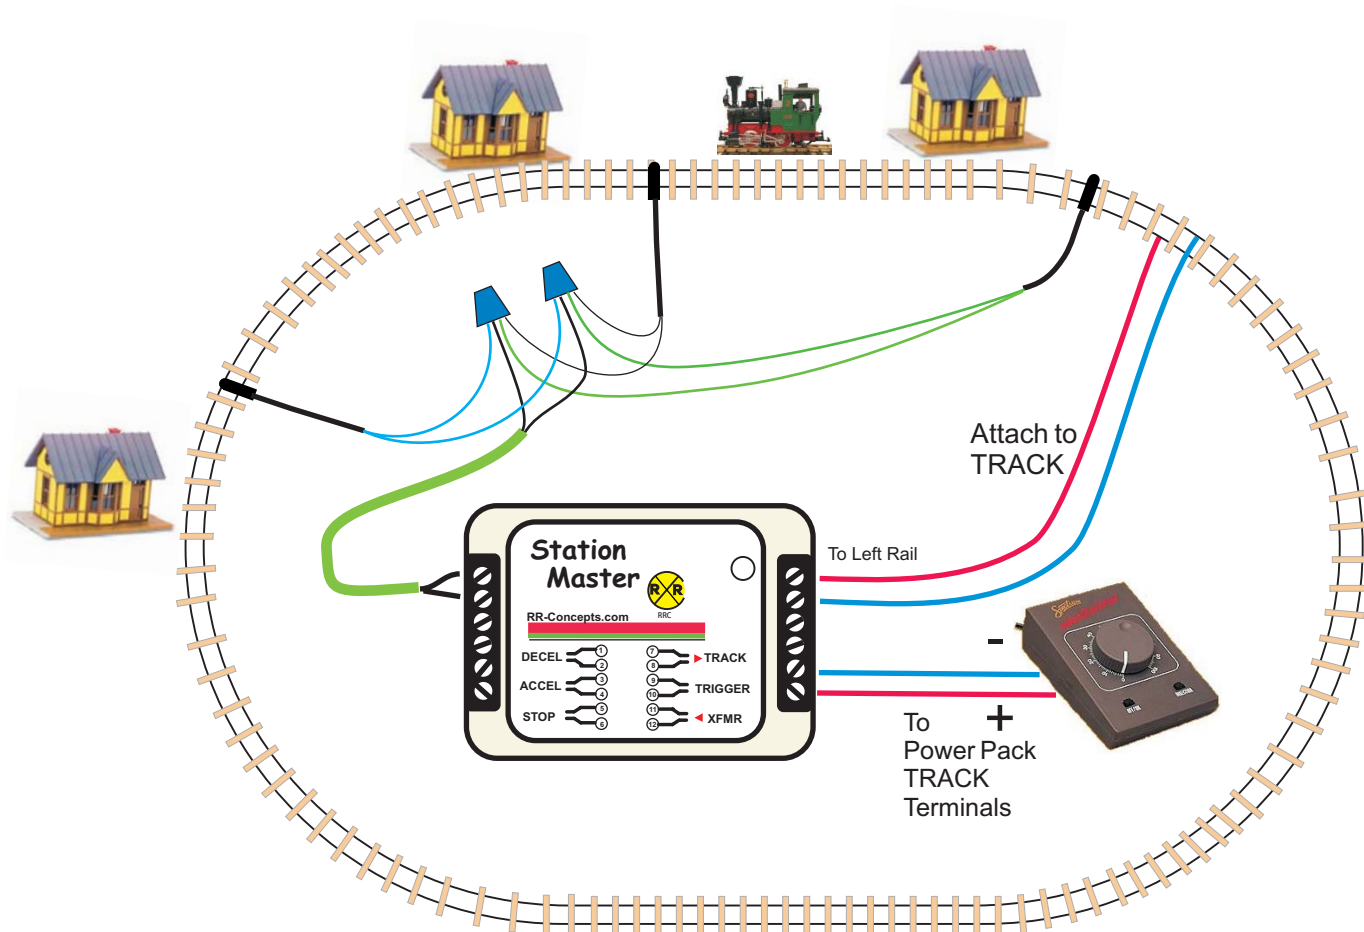 Attach to
TRACK
To Left Rail
Station
Master
R R
RRC
RR-Concepts.com
DECEL 1 2
ACCEL 3 4
STOP 5 6
7 8 TRACK
9 10 TRIGGER
11 12 XFMR
-
+
To
Power Pack
TRACK
Terminals